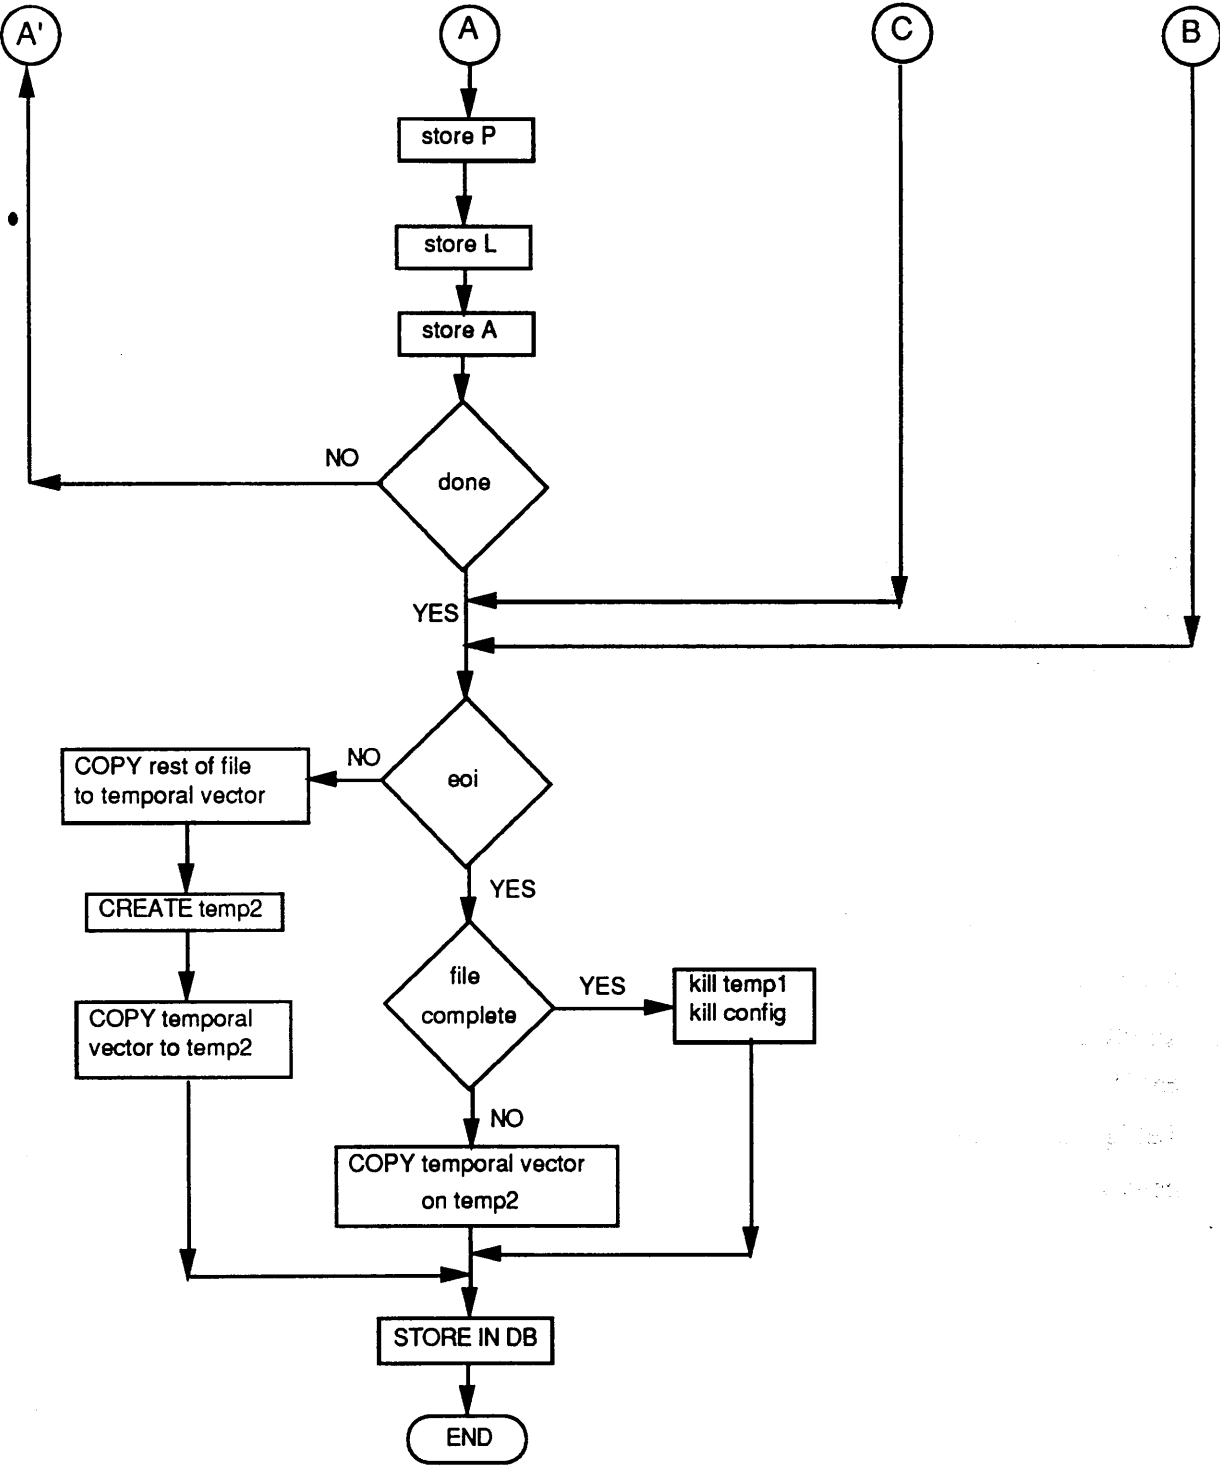 A'
A
C
B
store P
store L
store A
NO
done
YES
NO
eoi
COPY rest of file
to temporal vector
YES
CREATE temp2
file
complete
YES
kill temp1
kill config
COPY temporal
vector to temp2
NO
COPY temporal vector
on temp2
STORE IN DB
END